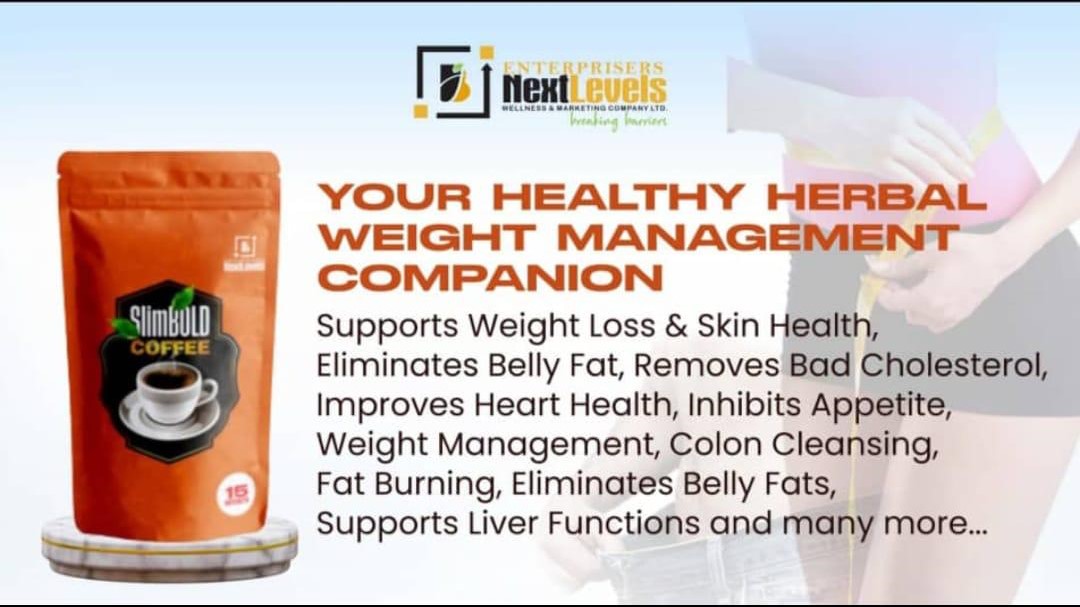 ENTERPRISERS
NextLevels
WELLNESS & MARKETING COMPANY LTD.
breaking barriers
YOUR HEALTHY HERBAL
WEIGHT MANAGEMENT
COMPANION
Supports Weight Loss & Skin Health,
Eliminates Belly Fat, Removes Bad Cholesterol,
Improves Heart Health, Inhibits Appetite,
Weight Management, Colon Cleansing,
Fat Burning, Eliminates Belly Fats,
Supports Liver Functions and many more...
NextLevels
SlimBOLD
COFFEE
15